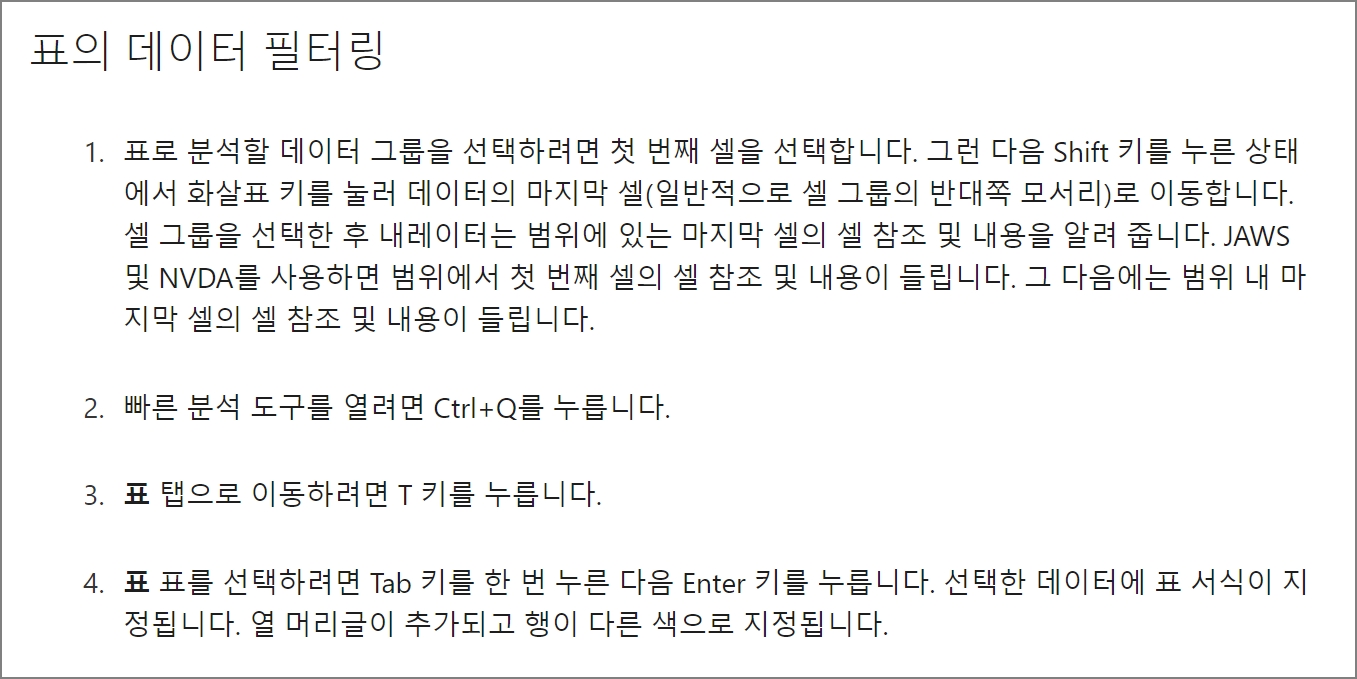 표의 데이터 필터링
1. 표로 분석할 데이터 그룹을 선택하려면 첫 번째 셀을 선택합니다. 그런 다음 Shift 키를 누른 상태
에서 화살표 키를 눌러 데이터의 마지막 셀(일반적으로 셀 그룹의 반대쪽 모서리)로 이동합니다.
셀 그룹을 선택한 후 내레이터는 범위에 있는 마지막 셀의 셀 참조 및 내용을 알려 줍니다. JAWS
및 NVDA를 사용하면 범위에서 첫 번째 셀의 셀 참조 및 내용이 들립니다. 그 다음에는 범위 내 마
지막 셀의 셀 참조 및 내용이 들립니다.
2. 빠른 분석 도구를 열려면 Ctrl+Q를 누릅니다.
3. 표 탭으로 이동하려면 T 키를 누릅니다.
4. 표 표를 선택하려면 Tab 키를 한 번 누른 다음 Enter 키를 누릅니다. 선택한 데이터에 표 서식이 지
정됩니다. 열 머리글이 추가되고 행이 다른 색으로 지정됩니다.